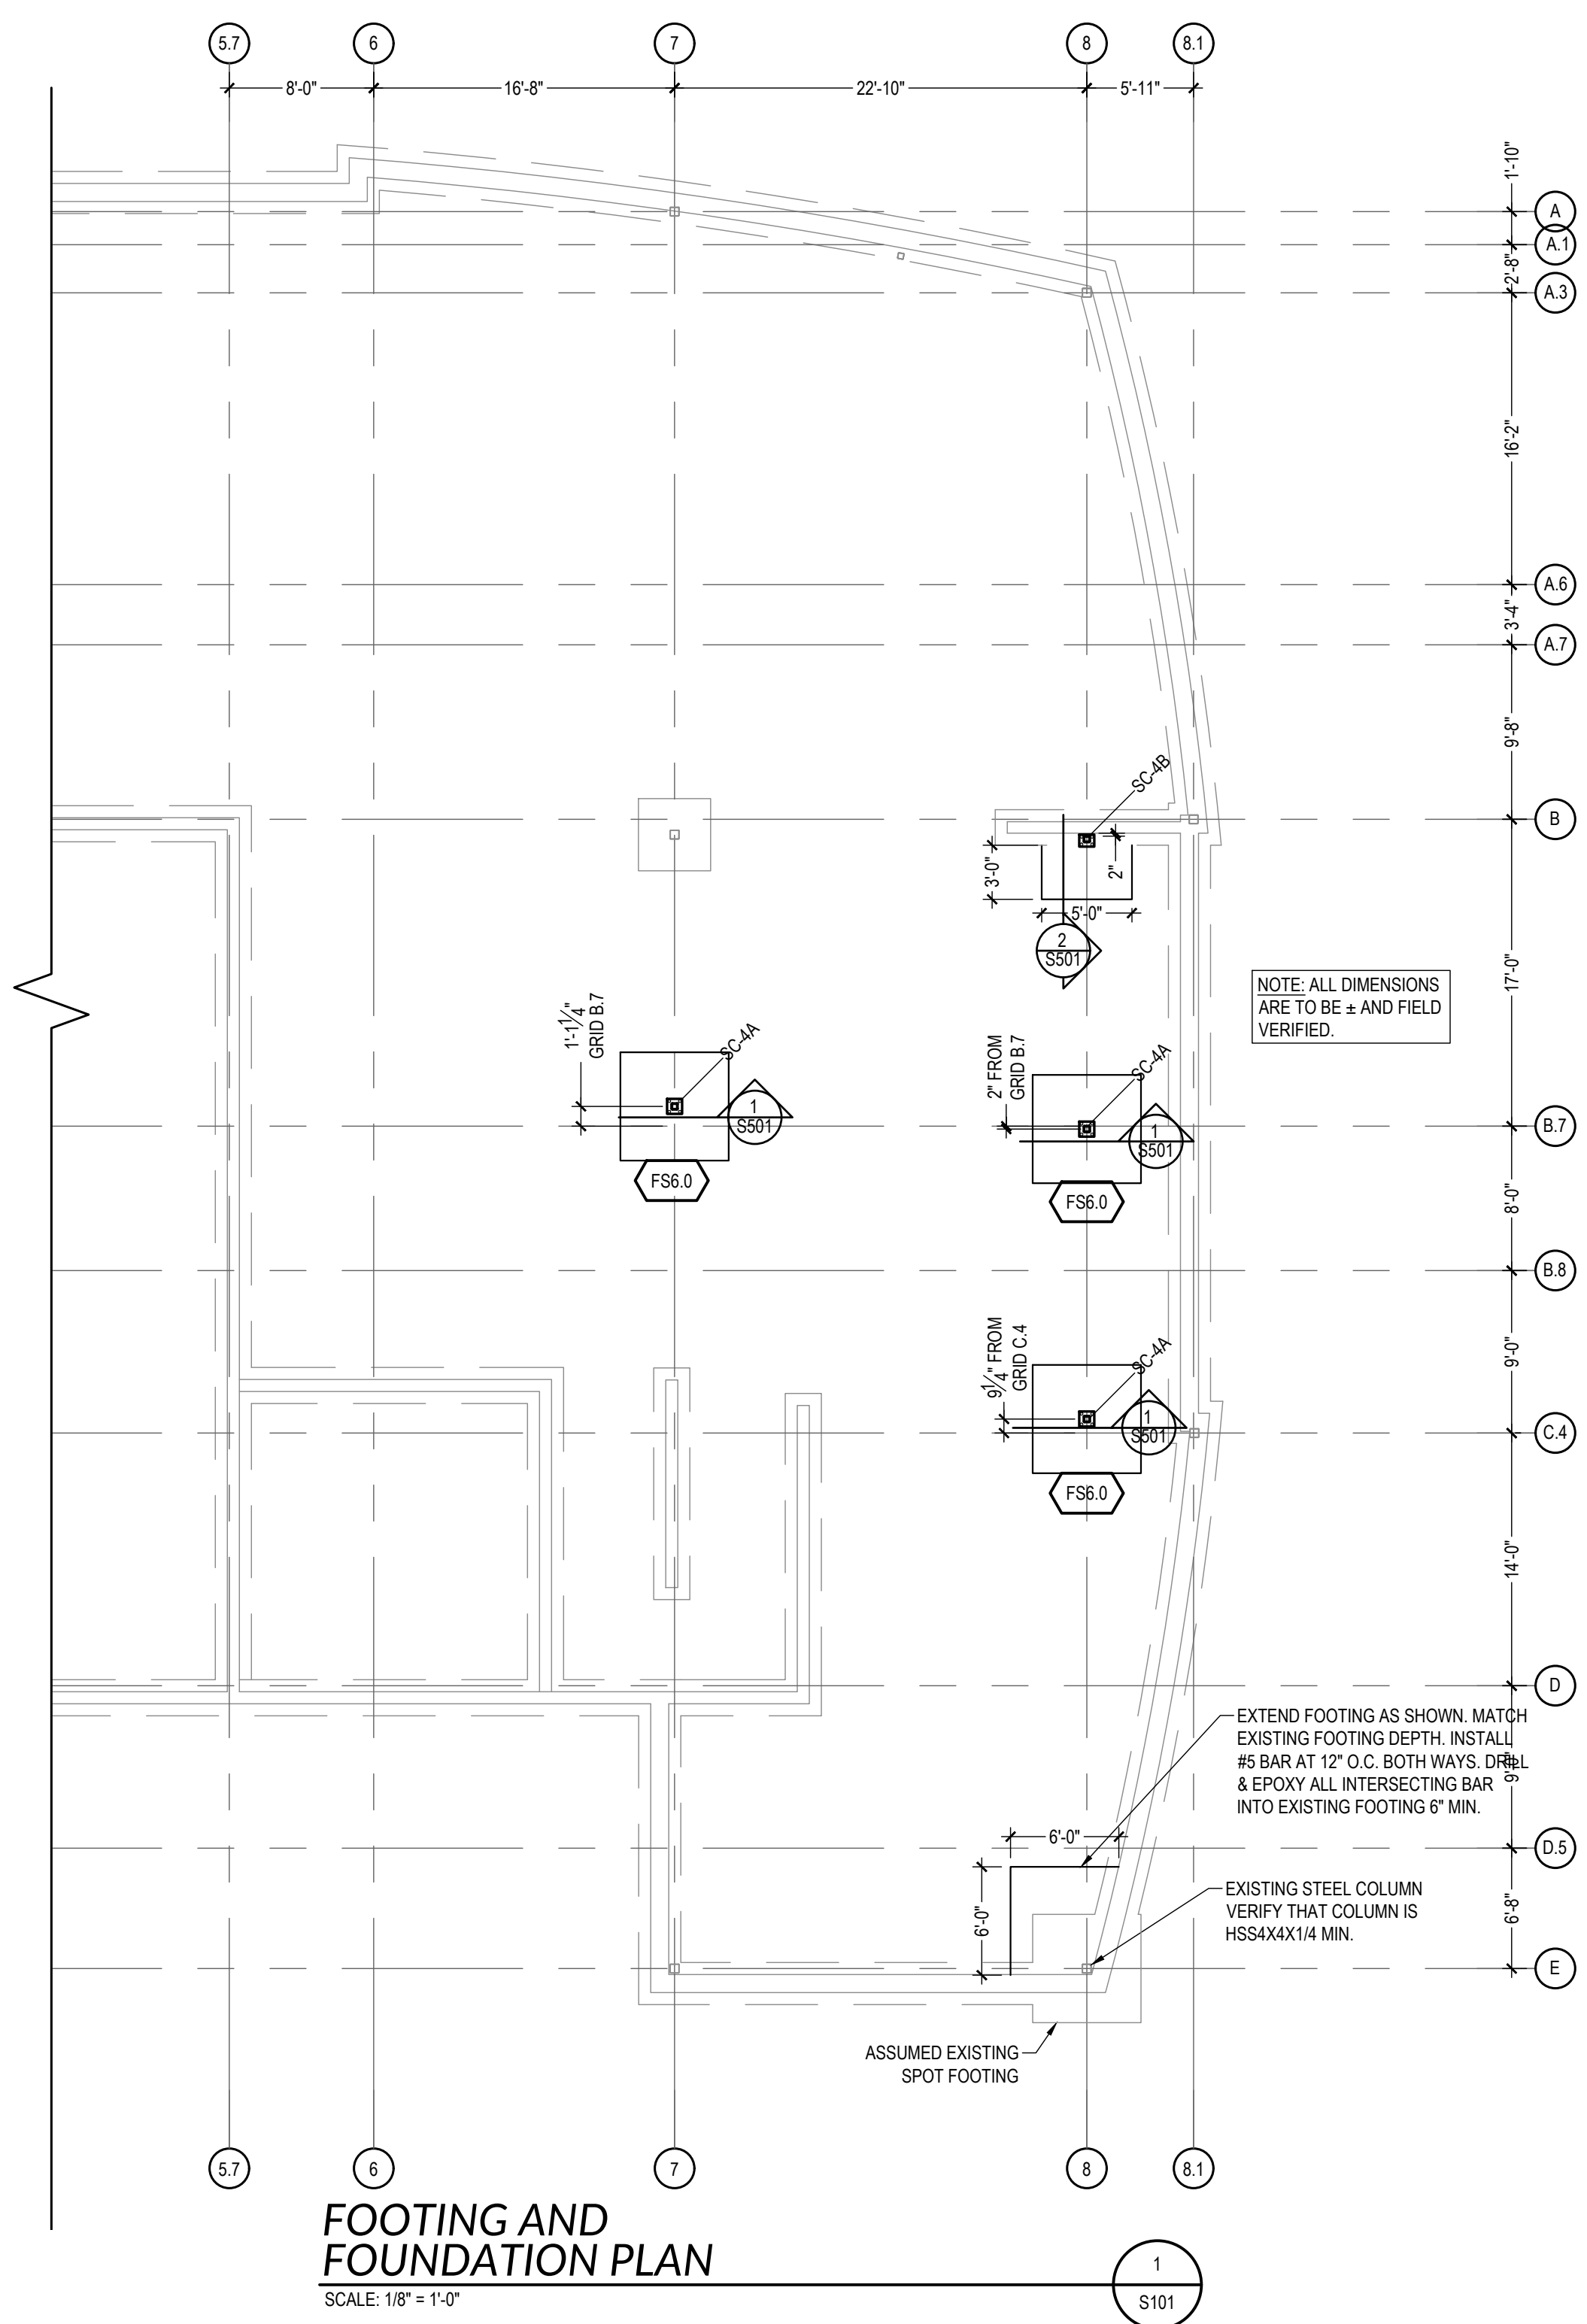 5.7
6
7
8
8.1
8'-0"
16'-8"
22'-10"
5'-11"
1'-10"
A
A.1
2'-8"
A.3
16'-2"
A.6
3'-4"
A.7
9'-8"
B
SC-4B
3'-0"
2"
5'-0"
2
S501
17'-0"
NOTE: ALL DIMENSIONS
ARE TO BE ± AND FIELD
VERIFIED.
1'-1 1/4"
GRID B.7
SC-4A
1
S501
FS6.0
2" FROM
GRID B.7
SC-4A
1
S501
FS6.0
B.7
8'-0"
B.8
9'-0"
9 1/4" FROM
GRID C.4
SC-4A
1
S501
FS6.0
C.4
14'-0"
D
EXTEND FOOTING AS SHOWN. MATCH
EXISTING FOOTING DEPTH. INSTALL
#5 BAR AT 12" O.C. BOTH WAYS. DRILL
& EPOXY ALL INTERSECTING BAR
INTO EXISTING FOOTING 6" MIN.
9'-0"
D.5
6'-0"
6'-0"
EXISTING STEEL COLUMN
VERIFY THAT COLUMN IS
HSS4X4X1/4 MIN.
6'-8"
E
ASSUMED EXISTING
SPOT FOOTING
5.7
6
7
8
8.1
FOOTING AND
FOUNDATION PLAN
SCALE: 1/8" = 1'-0"
1
S101